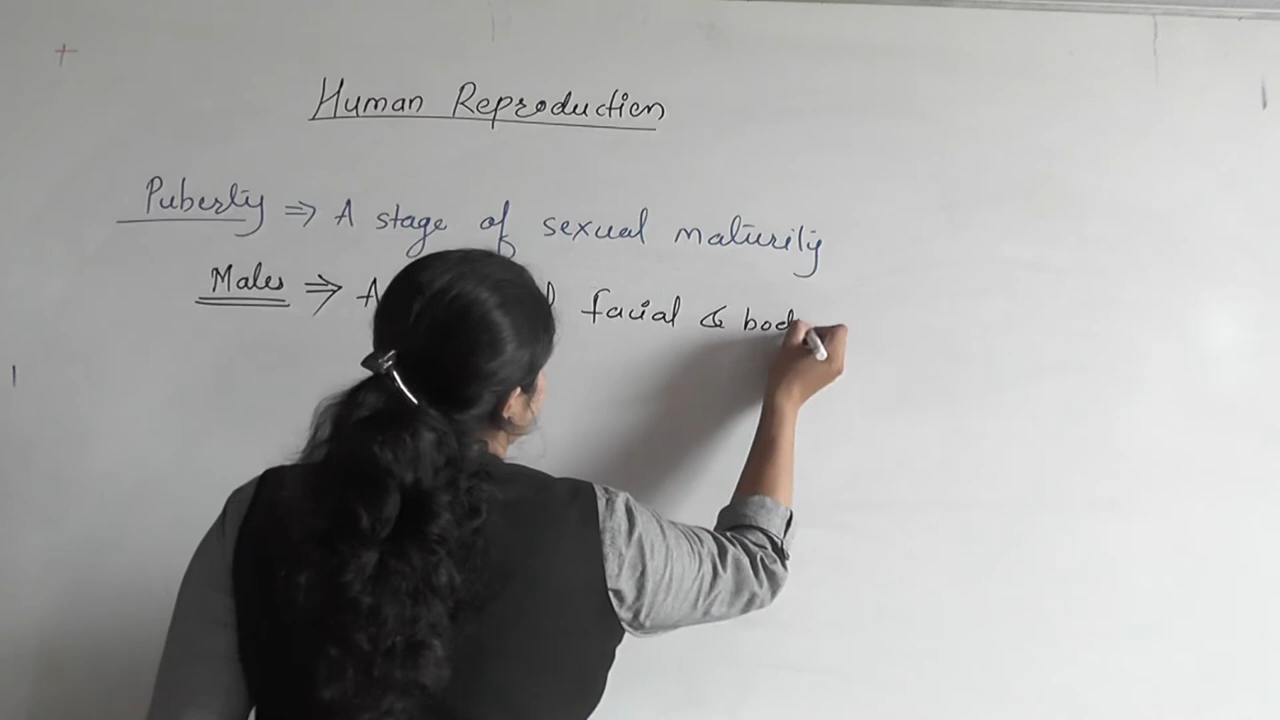 Human Reproduction
Puberty ⇒ A stage of sexual maturity
Males ⇒ facial & bod